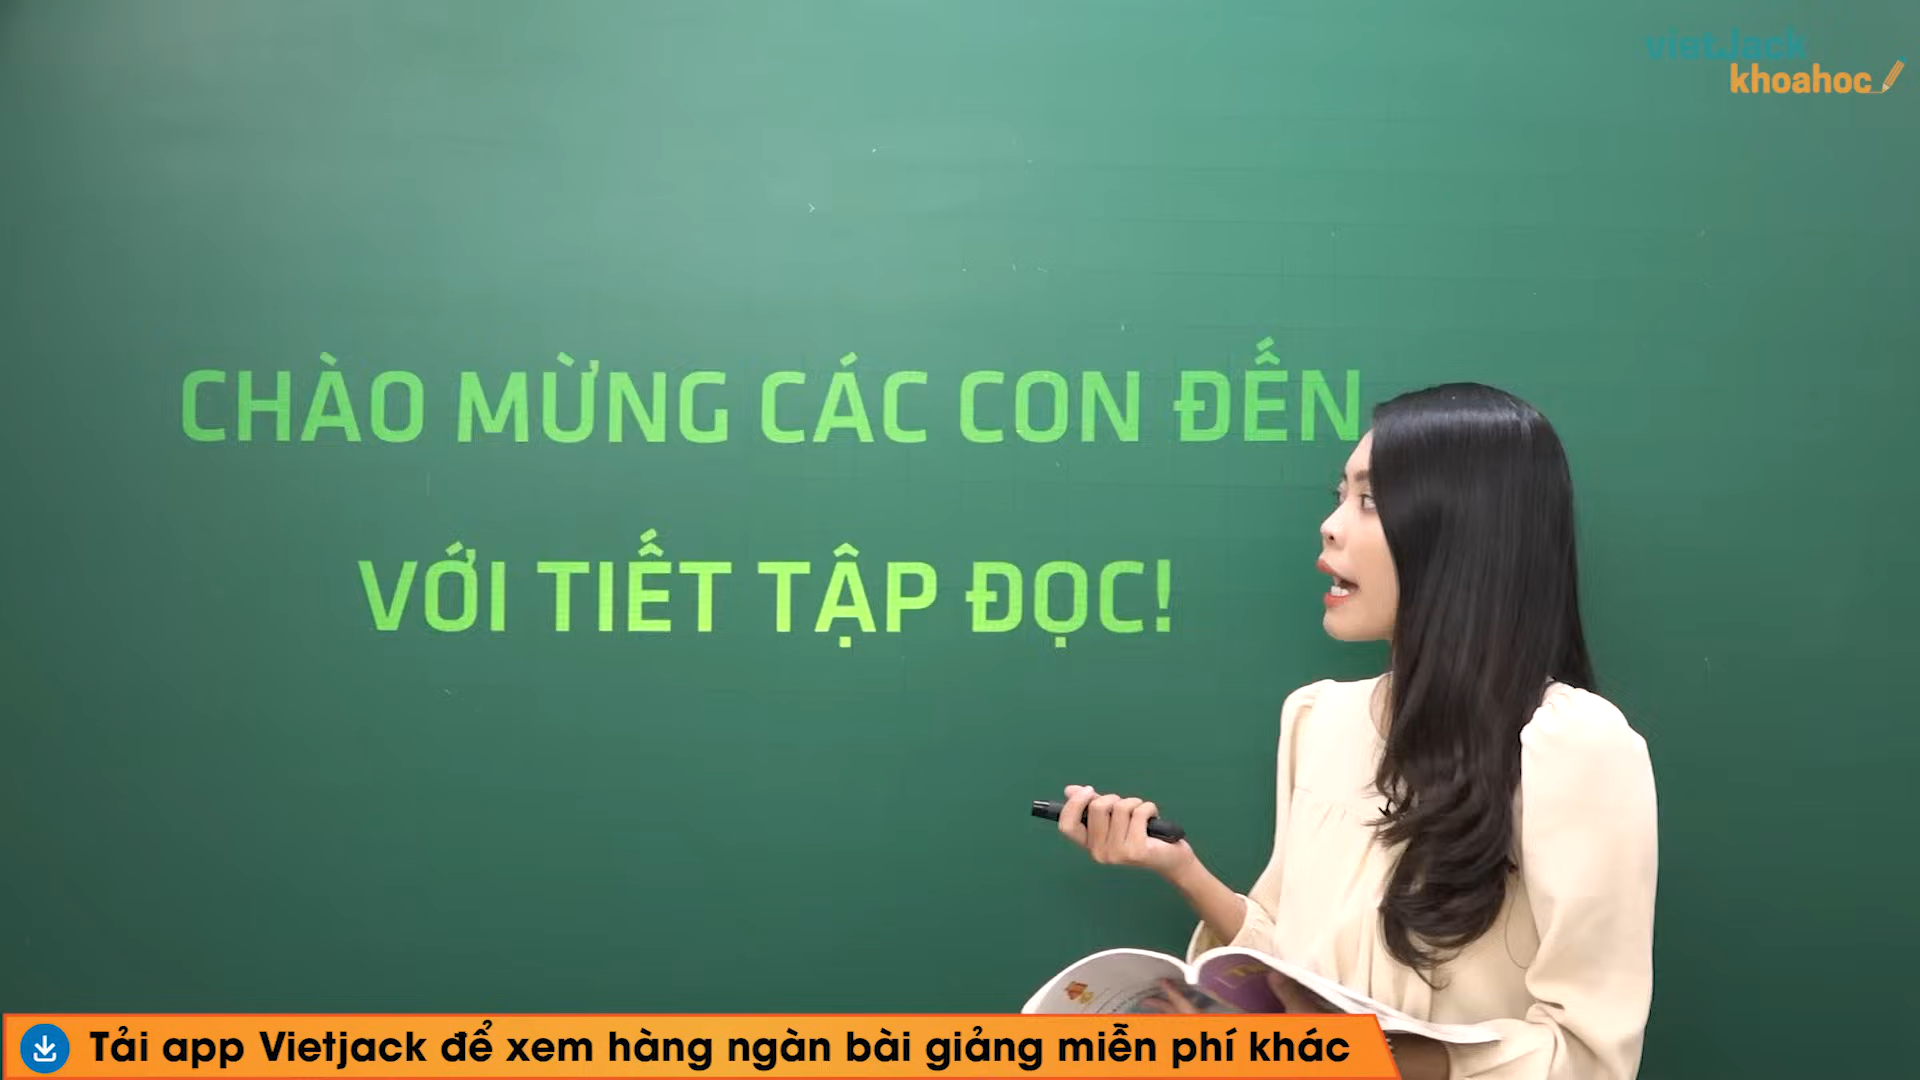 vietJack
khoahoc
CHÀO MỪNG CÁC CON ĐẾN
VỚI TIẾT TẬP ĐỌC!
Tải app Vietjack để xem hàng ngàn bài giảng miễn phí khác